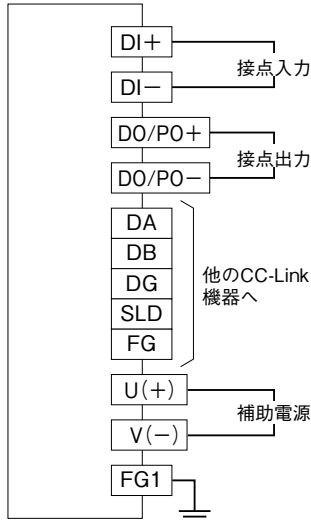 DI＋
DI－
接点入力
DO/PO＋
DO/PO－
接点出力
DA
DB
DG
SLD
FG
他のCC-Link
機器へ
U(＋)
V(－)
補助電源
FG1